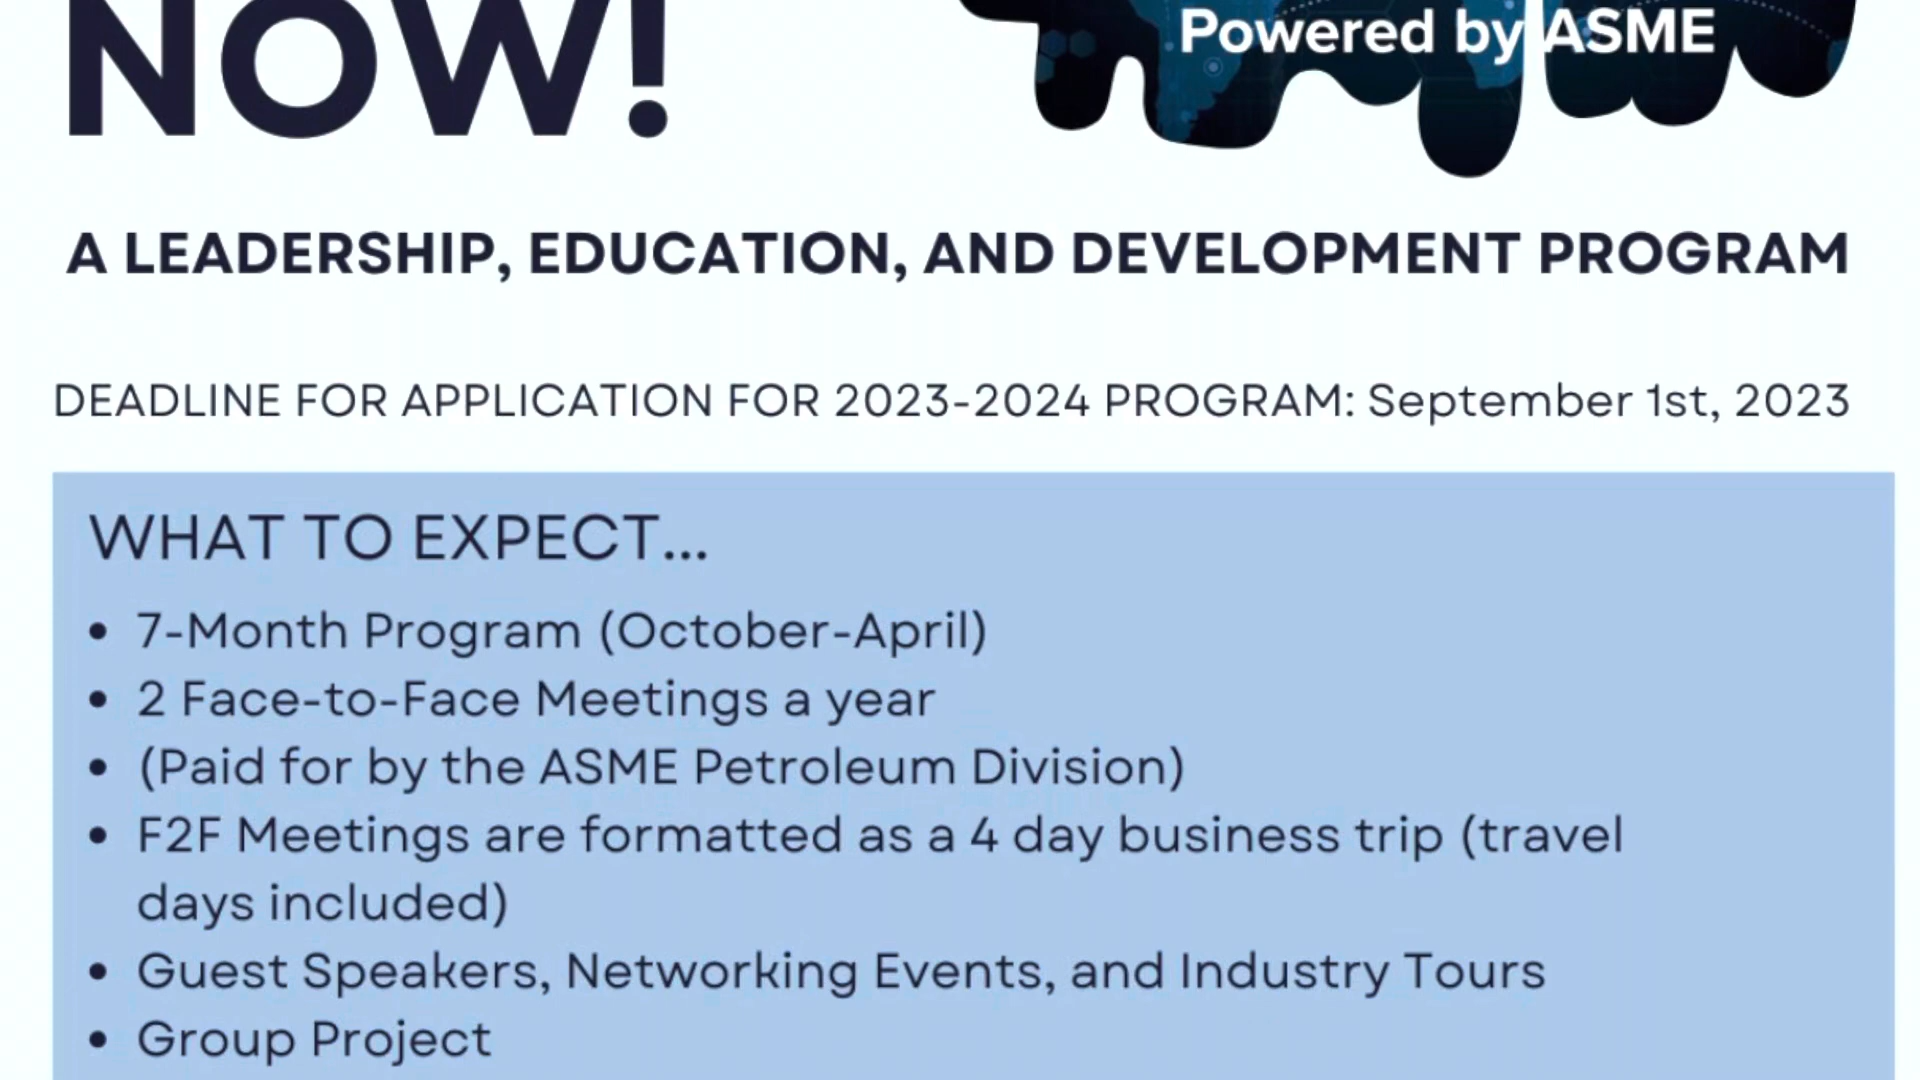 NOW!
Powered by ASME
A LEADERSHIP, EDUCATION, AND DEVELOPMENT PROGRAM
DEADLINE FOR APPLICATION FOR 2023-2024 PROGRAM: September 1st, 2023
WHAT TO EXPECT...
• 7-Month Program (October-April)
• 2 Face-to-Face Meetings a year
• (Paid for by the ASME Petroleum Division)
• F2F Meetings are formatted as a 4 day business trip (travel
days included)
• Guest Speakers, Networking Events, and Industry Tours
• Group Project